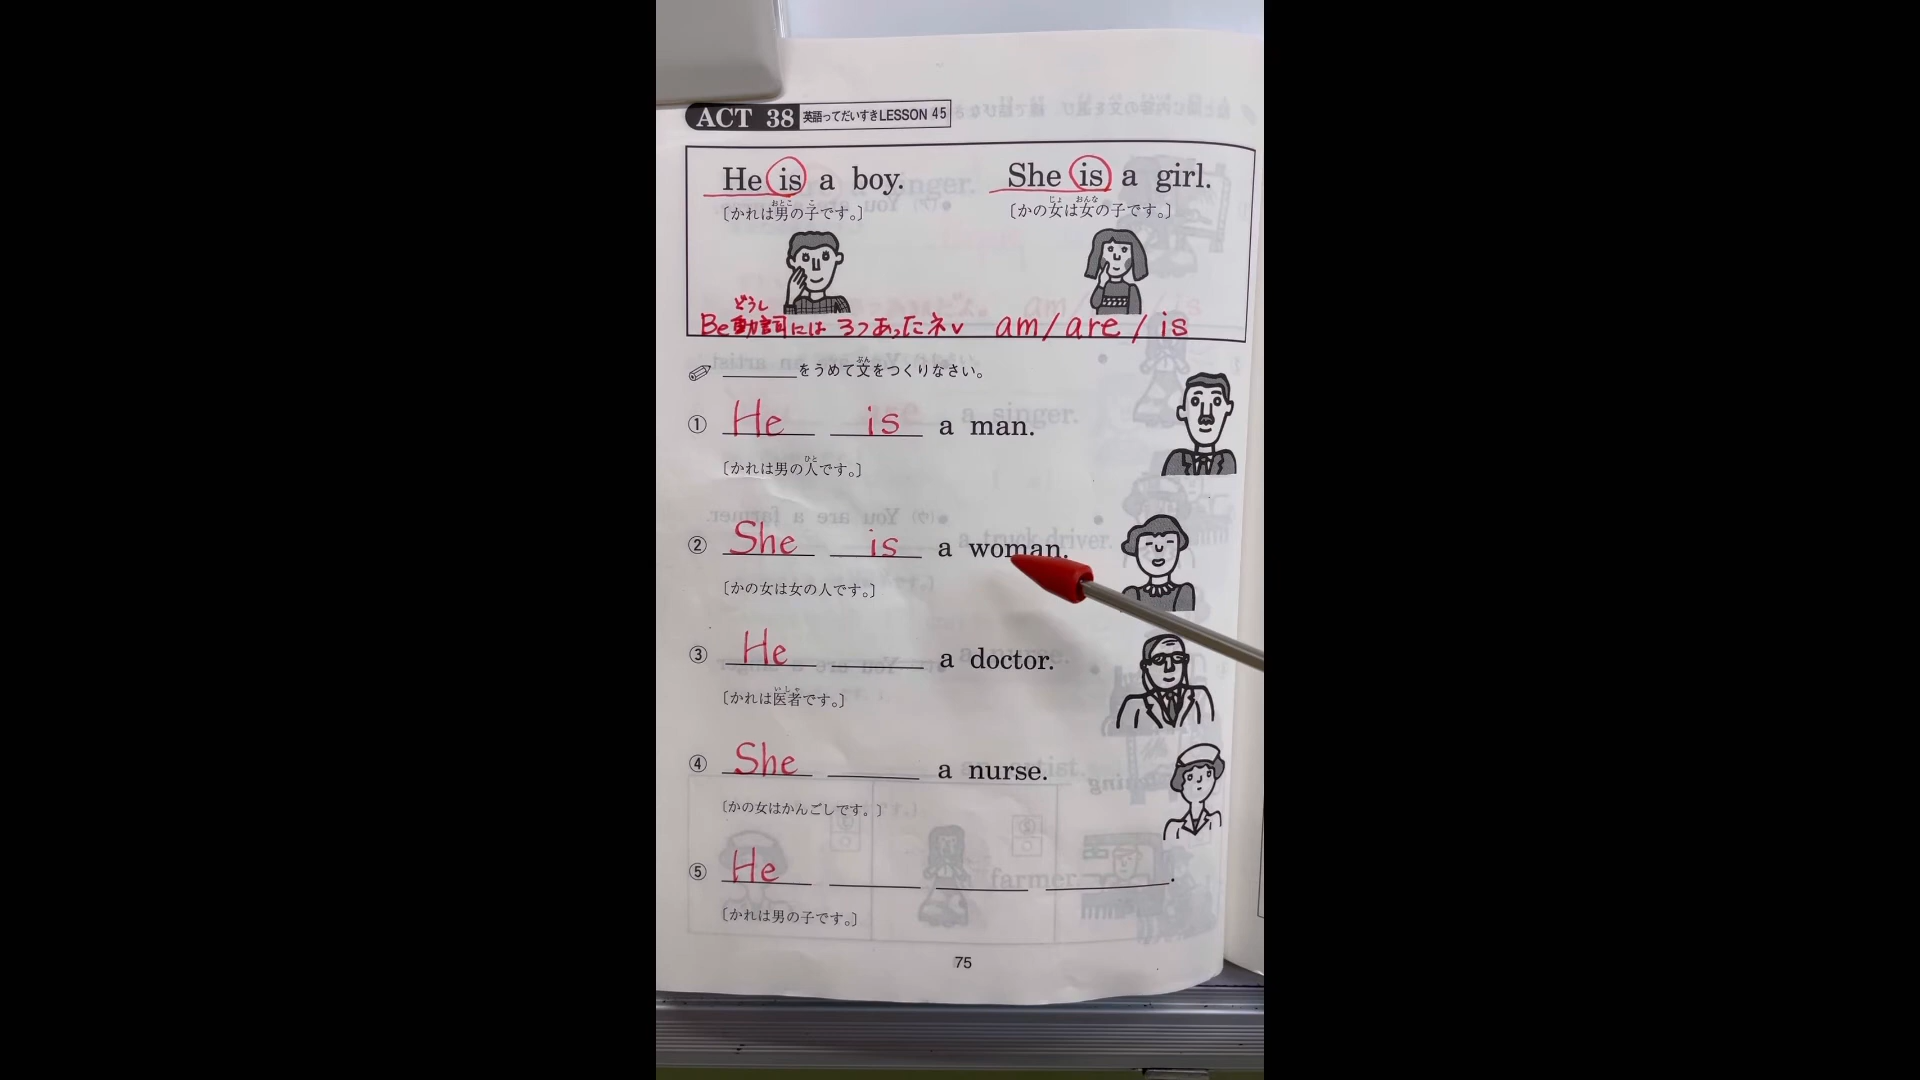 ACT 38 英語ってだいすきLESSON 45
He is a boy. She is a girl.
〔かれは男の子です。〕 〔かの女は女の子です。〕
Be動詞には 3つあったネ am / are / is
をうめて文をつくりなさい。
① He is a man.
〔かれは男の人です。〕
② She is a woman.
〔かの女は女の人です。〕
③ He a doctor.
〔かれは医者です。〕
④ She a nurse.
〔かの女はかんごしです。〕
⑤ He .
〔かれは男の子です。〕
75